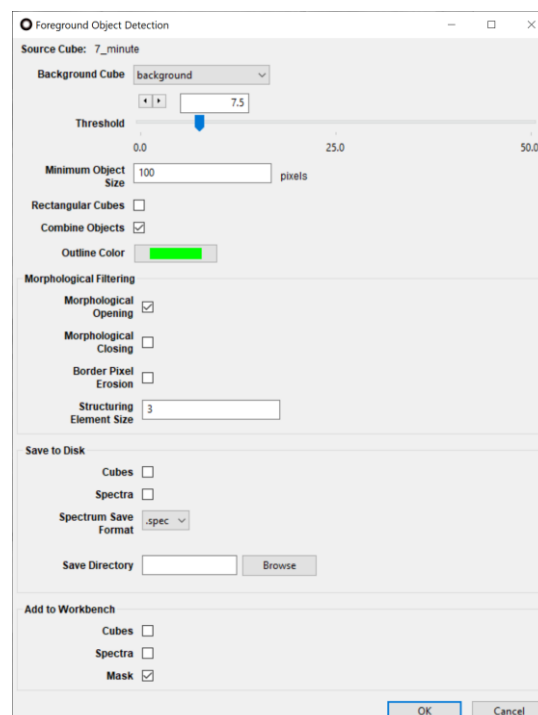 Foreground Object Detection
Source Cube: 7_minute
Background Cube background
7.5
Threshold
0.0 25.0 50.0
Minimum Object
Size
100 pixels
Rectangular Cubes
Combine Objects
Outline Color
Morphological Filtering
Morphological
Opening
Morphological
Closing
Border Pixel
Erosion
Structuring
Element Size
3
Save to Disk
Cubes
Spectra
Spectrum Save
Format
.spec
Save Directory Browse
Add to Workbench
Cubes
Spectra
Mask
OK Cancel